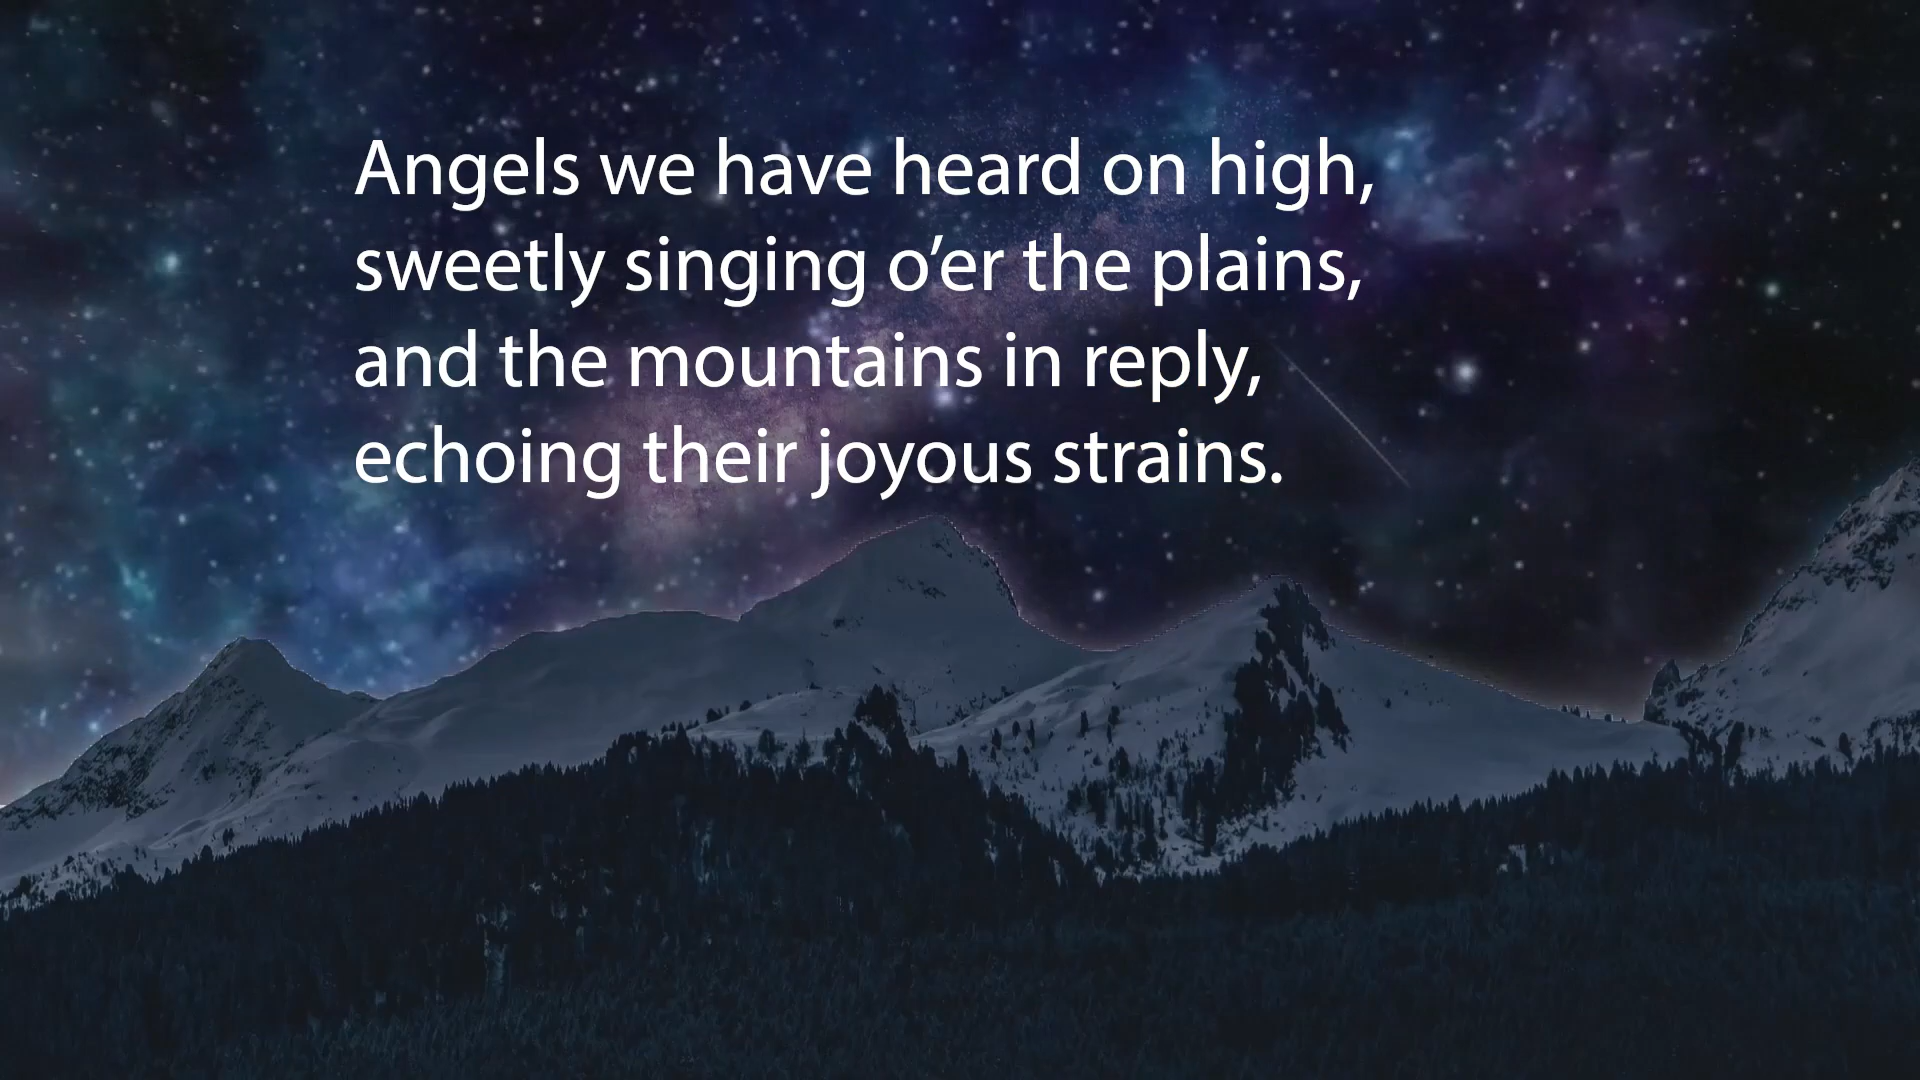 Angels we have heard on high,
sweetly singing o’er the plains,
and the mountains in reply,
echoing their joyous strains.